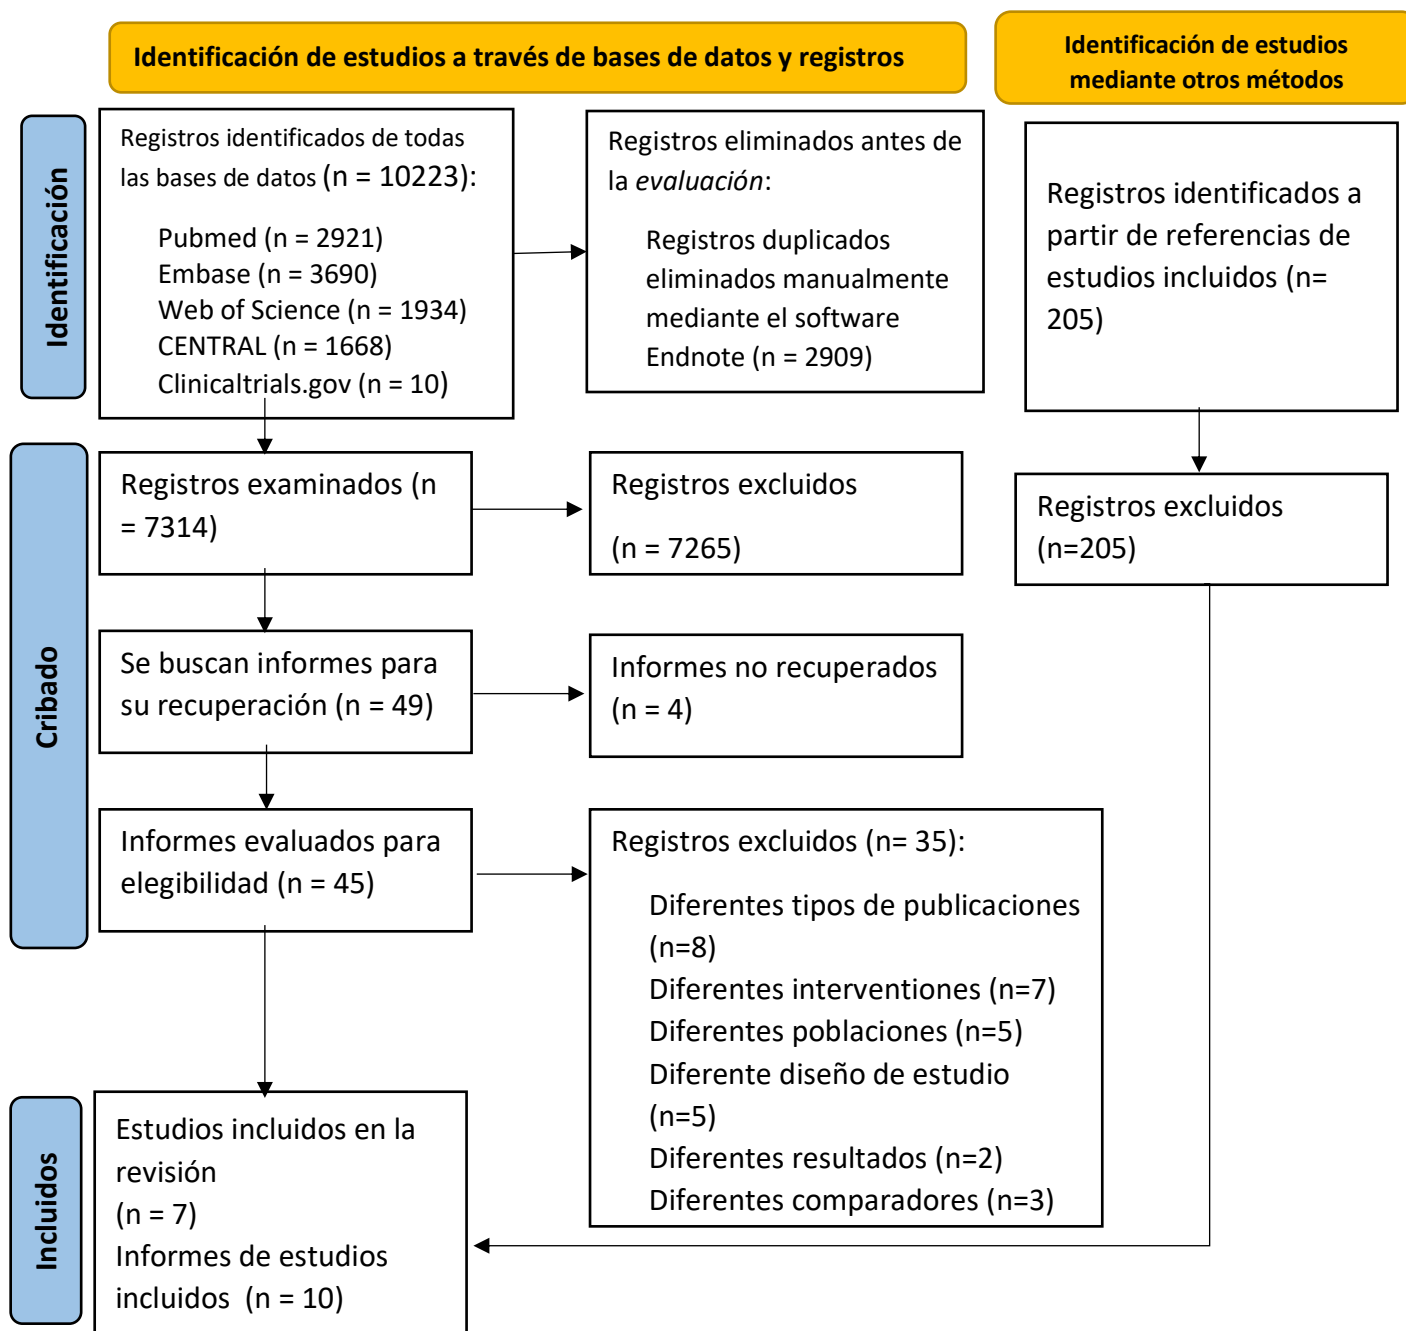 Identificación de estudios a través de bases de datos y registros
Identificación de estudios
mediante otros métodos
Identificación
Registros identificados de todas
las bases de datos (n = 10223):
Pubmed (n = 2921)
Embase (n = 3690)
Web of Science (n = 1934)
CENTRAL (n = 1668)
Clinicaltrials.gov (n = 10)
Registros eliminados antes de
la evaluación:
Registros duplicados
eliminados manualmente
mediante el software
Endnote (n = 2909)
Registros identificados a
partir de referencias de
estudios incluidos (n=
205)
Cribado
Registros examinados (n
= 7314)
Registros excluidos
(n = 7265)
Registros excluidos
(n=205)
Se buscan informes para
su recuperación (n = 49)
Informes no recuperados
(n = 4)
Informes evaluados para
elegibilidad (n = 45)
Registros excluidos (n= 35):
Diferentes tipos de publicaciones
(n=8)
Diferentes interventiones (n=7)
Diferentes poblaciones (n=5)
Diferente diseño de estudio
(n=5)
Diferentes resultados (n=2)
Diferentes comparadores (n=3)
Incluidos
Estudios incluidos en la
revisión
(n = 7)
Informes de estudios
incluidos (n = 10)